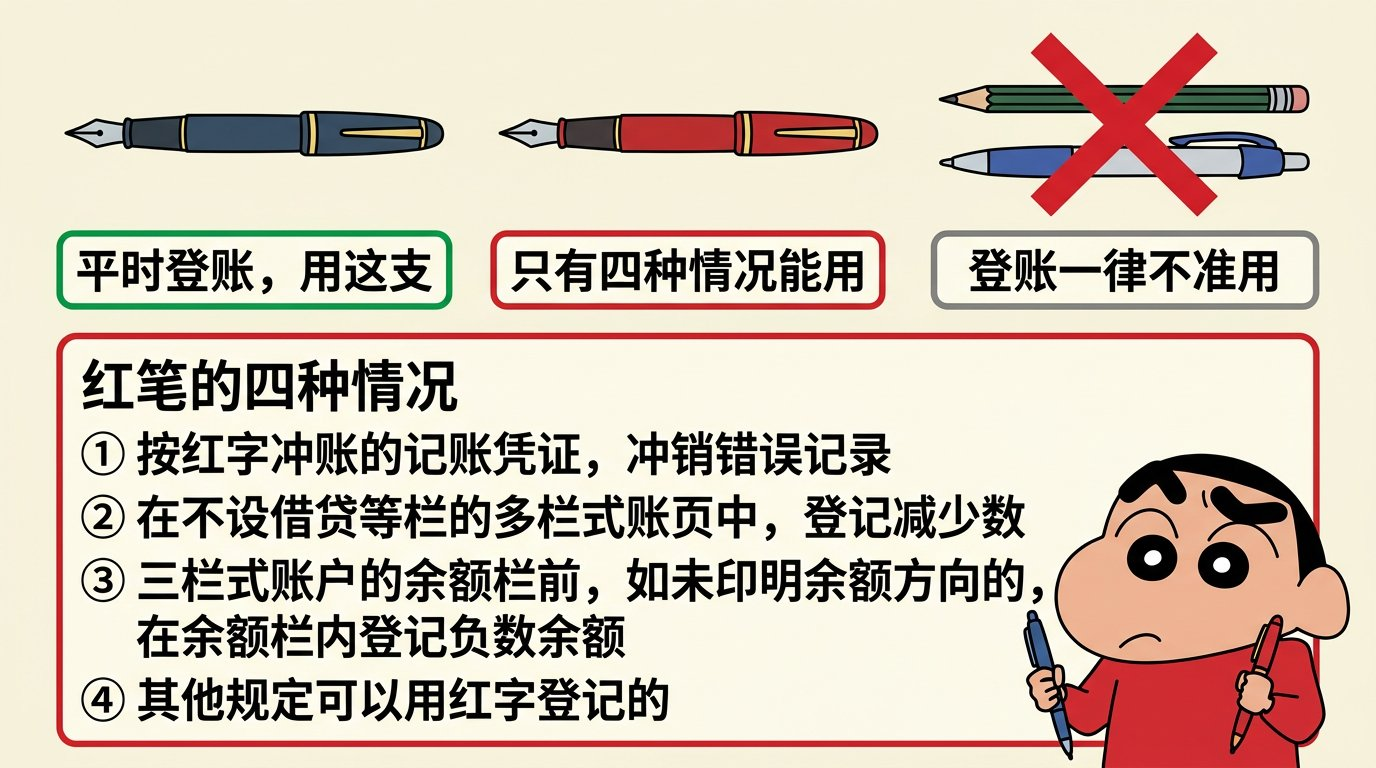 平时登账，用这支
只有四种情况能用
登账一律不准用
红笔的四种情况
① 按红字冲账的记账凭证，冲销错误记录
② 在不设借贷等栏的多栏式账页中，登记减少数
③ 三栏式账户的余额栏前，如未印明余额方向的，
在余额栏内登记负数余额
④ 其他规定可以用红字登记的